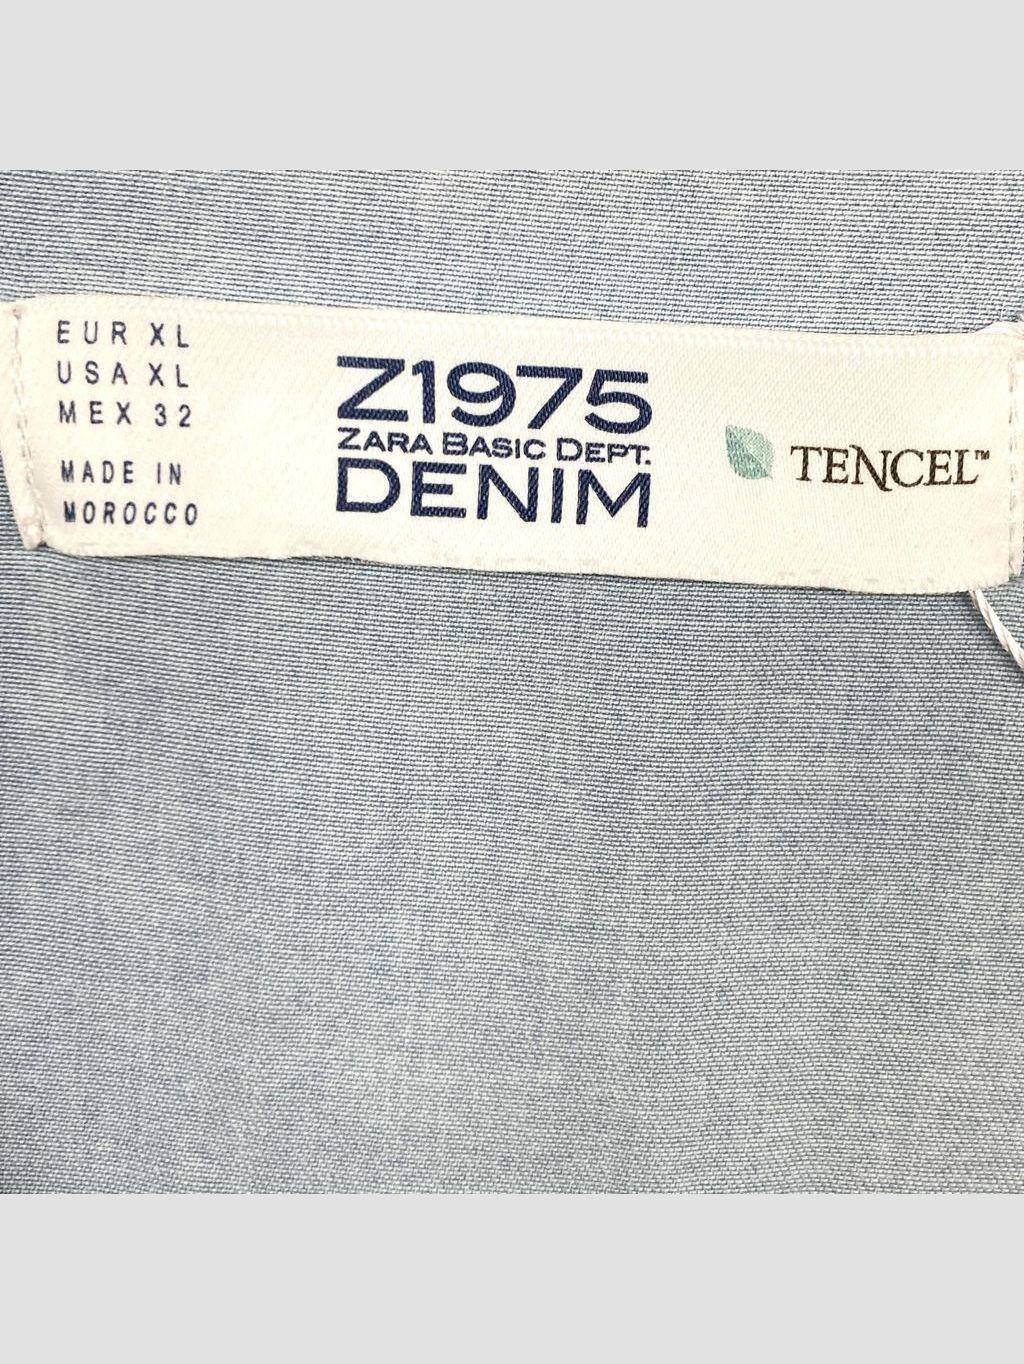 EUR XL
USA XL
MEX 32
MADE IN
MOROCCO
Z1975
ZARA BASIC DEPT.
DENIM
TENCEL™